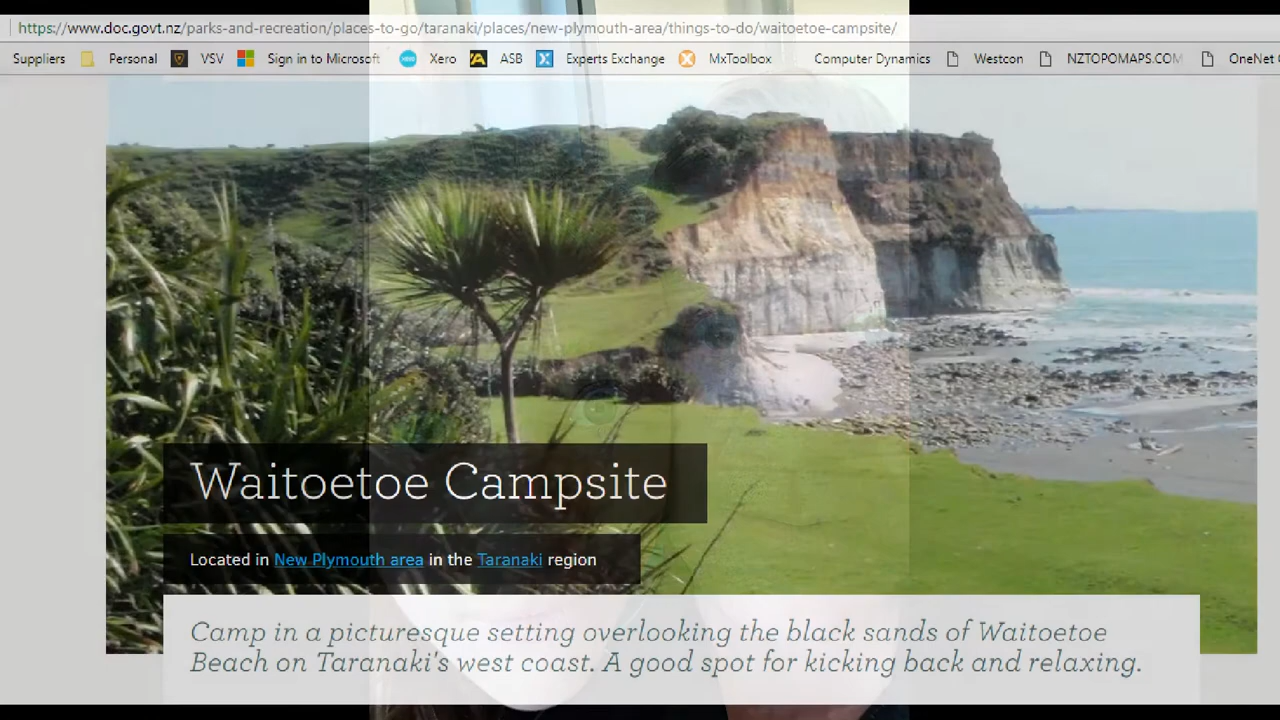 https://www.doc.govt.nz/parks-and-recreation/places-to-go/taranaki/places/new-plymouth-area/things-to-do/waitoetoe-campsite/
Suppliers Personal VSV Sign in to Microsoft Xero ASB Experts Exchange MxToolbox Computer Dynamics Westcon NZTOPOMAPS.COM OneNet
Waitoetoe Campsite
Located in New Plymouth area in the Taranaki region
Camp in a picturesque setting overlooking the black sands of Waitoetoe
Beach on Taranaki's west coast. A good spot for kicking back and relaxing.